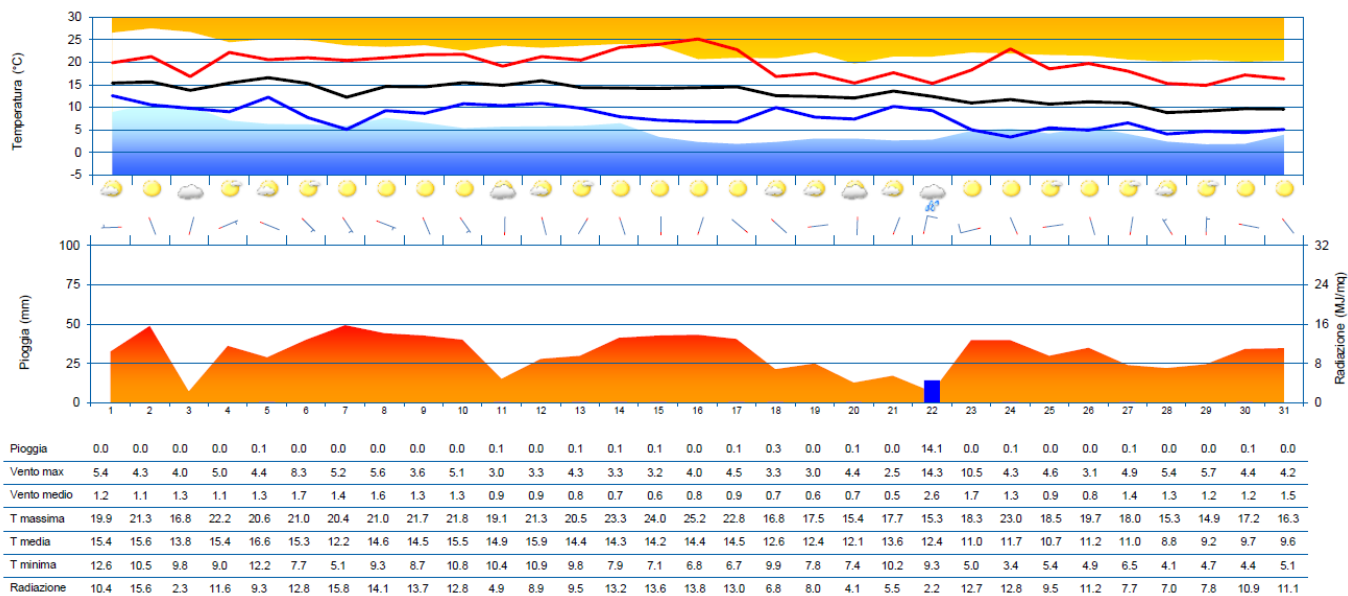 Temperatura (°C)
30
25
20
15
10
5
0
-5
100
75
50
25
0
Pioggia (mm)
32
24
16
8
0
Radiazione (MJ/mq)
1 2 3 4 5 6 7 8 9 10 11 12 13 14 15 16 17 18 19 20 21 22 23 24 25 26 27 28 29 30 31
Pioggia 0.0 0.0 0.0 0.0 0.1 0.0 0.0 0.0 0.0 0.0 0.1 0.0 0.1 0.1 0.1 0.0 0.1 0.3 0.0 0.1 0.0 14.1 0.0 0.1 0.0 0.0 0.0 0.0 0.0 0.1 0.0
Vento max 5.4 4.3 4.0 5.0 4.4 8.3 5.2 5.6 3.6 5.1 3.0 3.3 4.3 3.3 3.2 4.0 4.5 3.3 3.0 4.4 2.5 14.3 10.5 4.3 4.6 3.1 4.9 5.4 5.7 4.4 4.2
Vento medio 1.2 1.1 1.3 1.1 1.3 1.7 1.4 1.6 1.3 1.3 0.9 0.9 0.8 0.7 0.6 0.8 0.9 0.7 0.6 0.7 0.5 2.6 1.7 1.3 0.9 0.8 1.4 1.3 1.2 1.2 1.5
T massima 19.9 21.3 16.8 22.2 20.6 21.0 20.4 21.0 21.7 21.8 19.1 21.3 20.5 23.3 24.0 25.2 22.8 16.8 17.5 15.4 17.7 15.3 18.3 23.0 18.5 19.7 18.0 15.3 14.9 17.2 16.3
T media 15.4 15.6 13.8 15.4 16.6 15.3 12.2 14.6 14.5 15.5 14.9 15.9 14.4 14.3 14.2 14.4 14.5 12.6 12.4 12.1 13.6 12.4 11.0 11.7 10.7 11.2 11.0 8.8 9.2 9.7 9.6
T minima 12.6 10.5 9.8 9.0 12.2 7.7 5.1 9.3 8.7 10.8 10.4 10.9 9.8 7.9 7.1 6.8 6.7 9.9 7.8 7.4 10.2 9.3 5.0 3.4 5.4 4.9 6.5 4.1 4.7 4.4 5.1
Radiazione 10.4 15.6 2.3 11.6 9.3 12.8 15.8 14.1 13.7 12.8 4.9 8.9 9.5 13.2 13.6 13.8 13.0 6.8 8.0 4.1 5.5 2.2 12.7 12.8 9.5 11.2 7.7 7.0 7.8 10.9 11.1